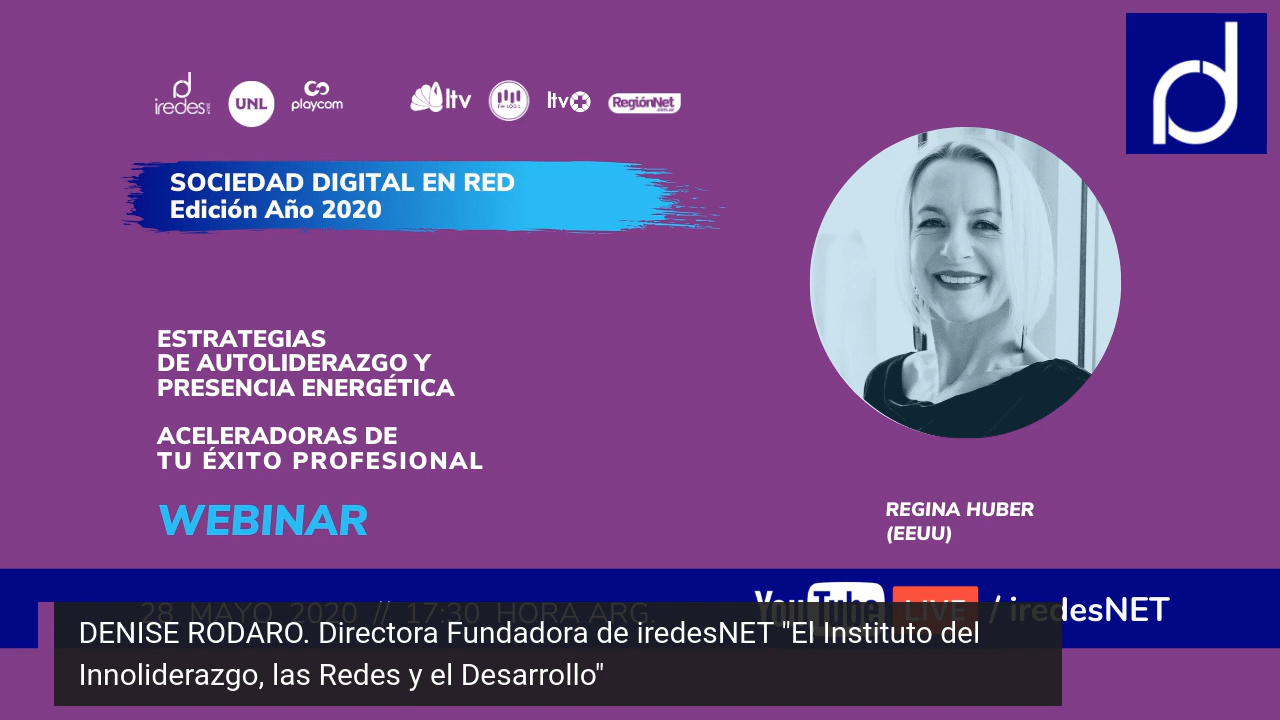 iredes
UNL
playcom
ltv
ltv+
RegiónNet
.com.ar
SOCIEDAD DIGITAL EN RED
Edición Año 2020
ESTRATEGIAS
DE AUTOLIDERAZGO Y
PRESENCIA ENERGÉTICA
ACELERADORAS DE
TU ÉXITO PROFESIONAL
WEBINAR
REGINA HUBER
(EEUU)
28 MAYO 2020 // 17:30 HORA ARG.
YouTube LIVE / iredesNET
DENISE RODARO. Directora Fundadora de iredesNET "El Instituto del
Innoliderazgo, las Redes y el Desarrollo"